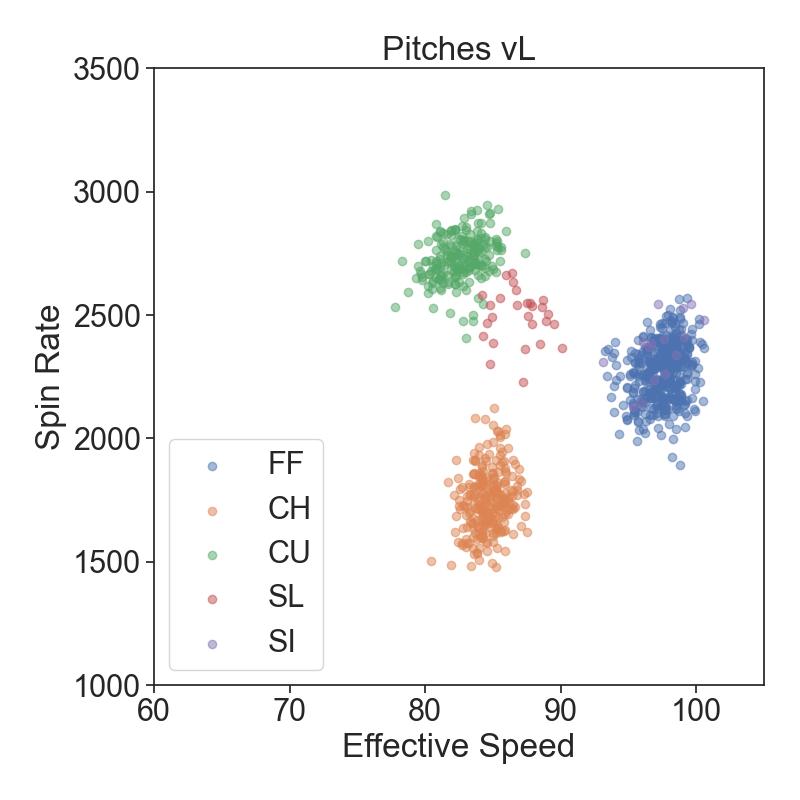 Pitches vL
3500
3000
2500
2000
1500
1000
Spin Rate
FF
CH
CU
SL
SI
60 70 80 90 100
Effective Speed